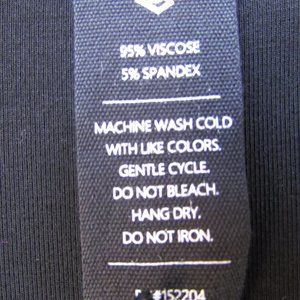 95% VISCOSE
5% SPANDEX
MACHINE WASH COLD
WITH LIKE COLORS.
GENTLE CYCLE.
DO NOT BLEACH.
HANG DRY.
DO NOT IRON.
#152204